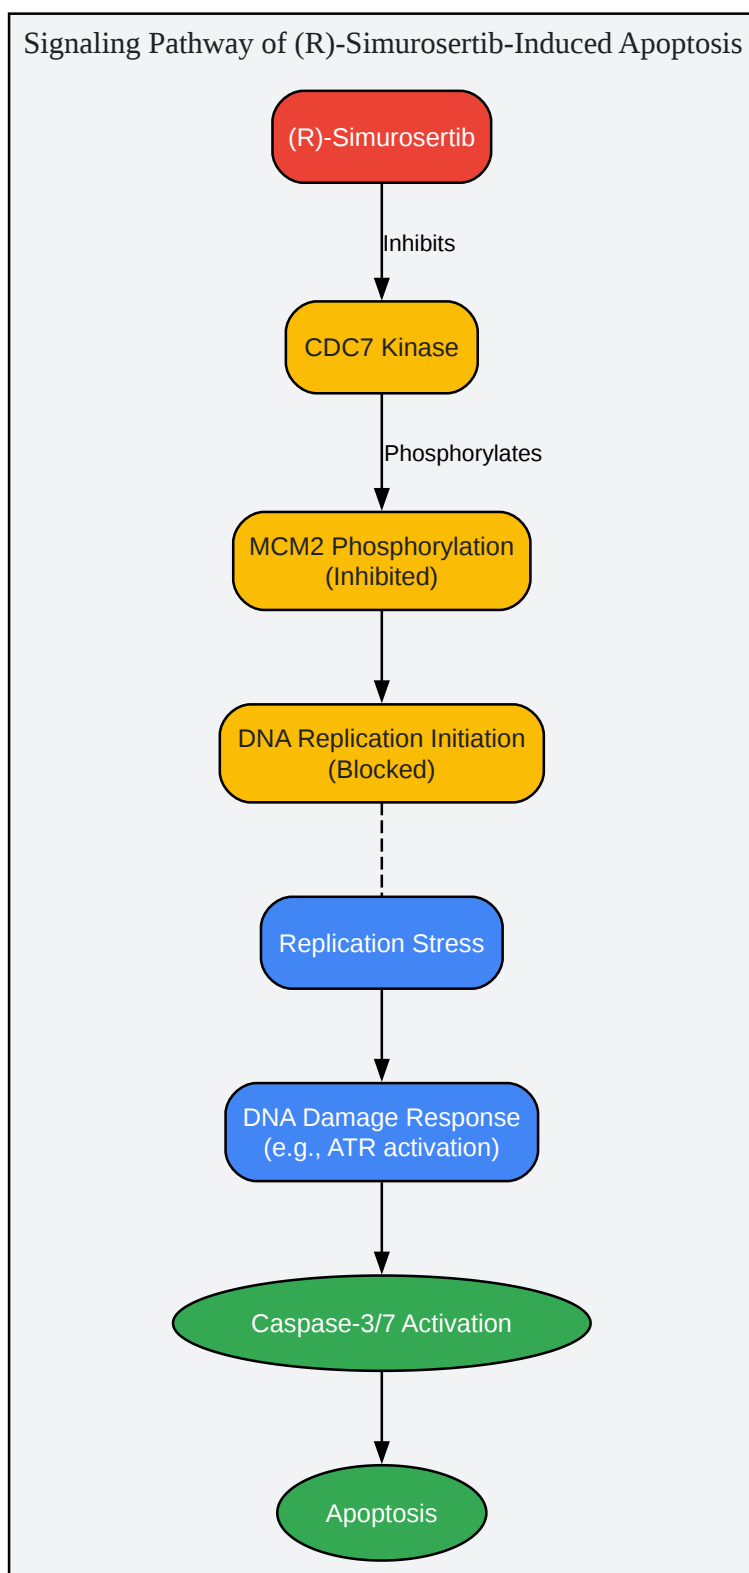 Signaling Pathway of (R)-Simurosertib-Induced Apoptosis
(R)-Simurosertib
Inhibits
CDC7 Kinase
Phosphorylates
MCM2 Phosphorylation
(Inhibited)
DNA Replication Initiation
(Blocked)
Replication Stress
DNA Damage Response
(e.g., ATR activation)
Caspase-3/7 Activation
Apoptosis